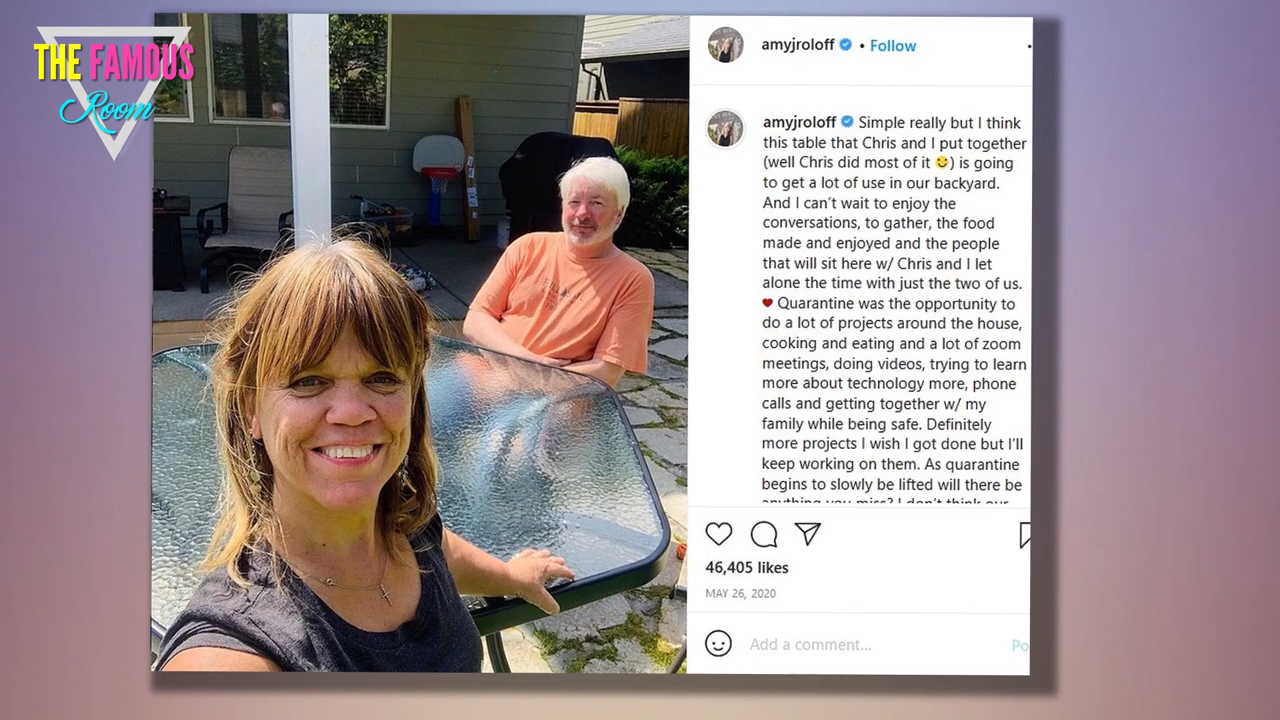 THE FAMOUS
Room
amyjroloff • Follow
amyjroloff Simple really but I think
this table that Chris and I put together
(well Chris did most of it 😉) is going
to get a lot of use in our backyard.
And I can't wait to enjoy the
conversations, to gather, the food
made and enjoyed and the people
that will sit here w/ Chris and I let
alone the time with just the two of us.
❤️ Quarantine was the opportunity to
do a lot of projects around the house,
cooking and eating and a lot of zoom
meetings, doing videos, trying to learn
more about technology more, phone
calls and getting together w/ my
family while being safe. Definitely
more projects I wish I got done but I'll
keep working on them. As quarantine
begins to slowly be lifted will there be
anything you miss? I don't think our
46,405 likes
MAY 26, 2020
Add a comment...
Po